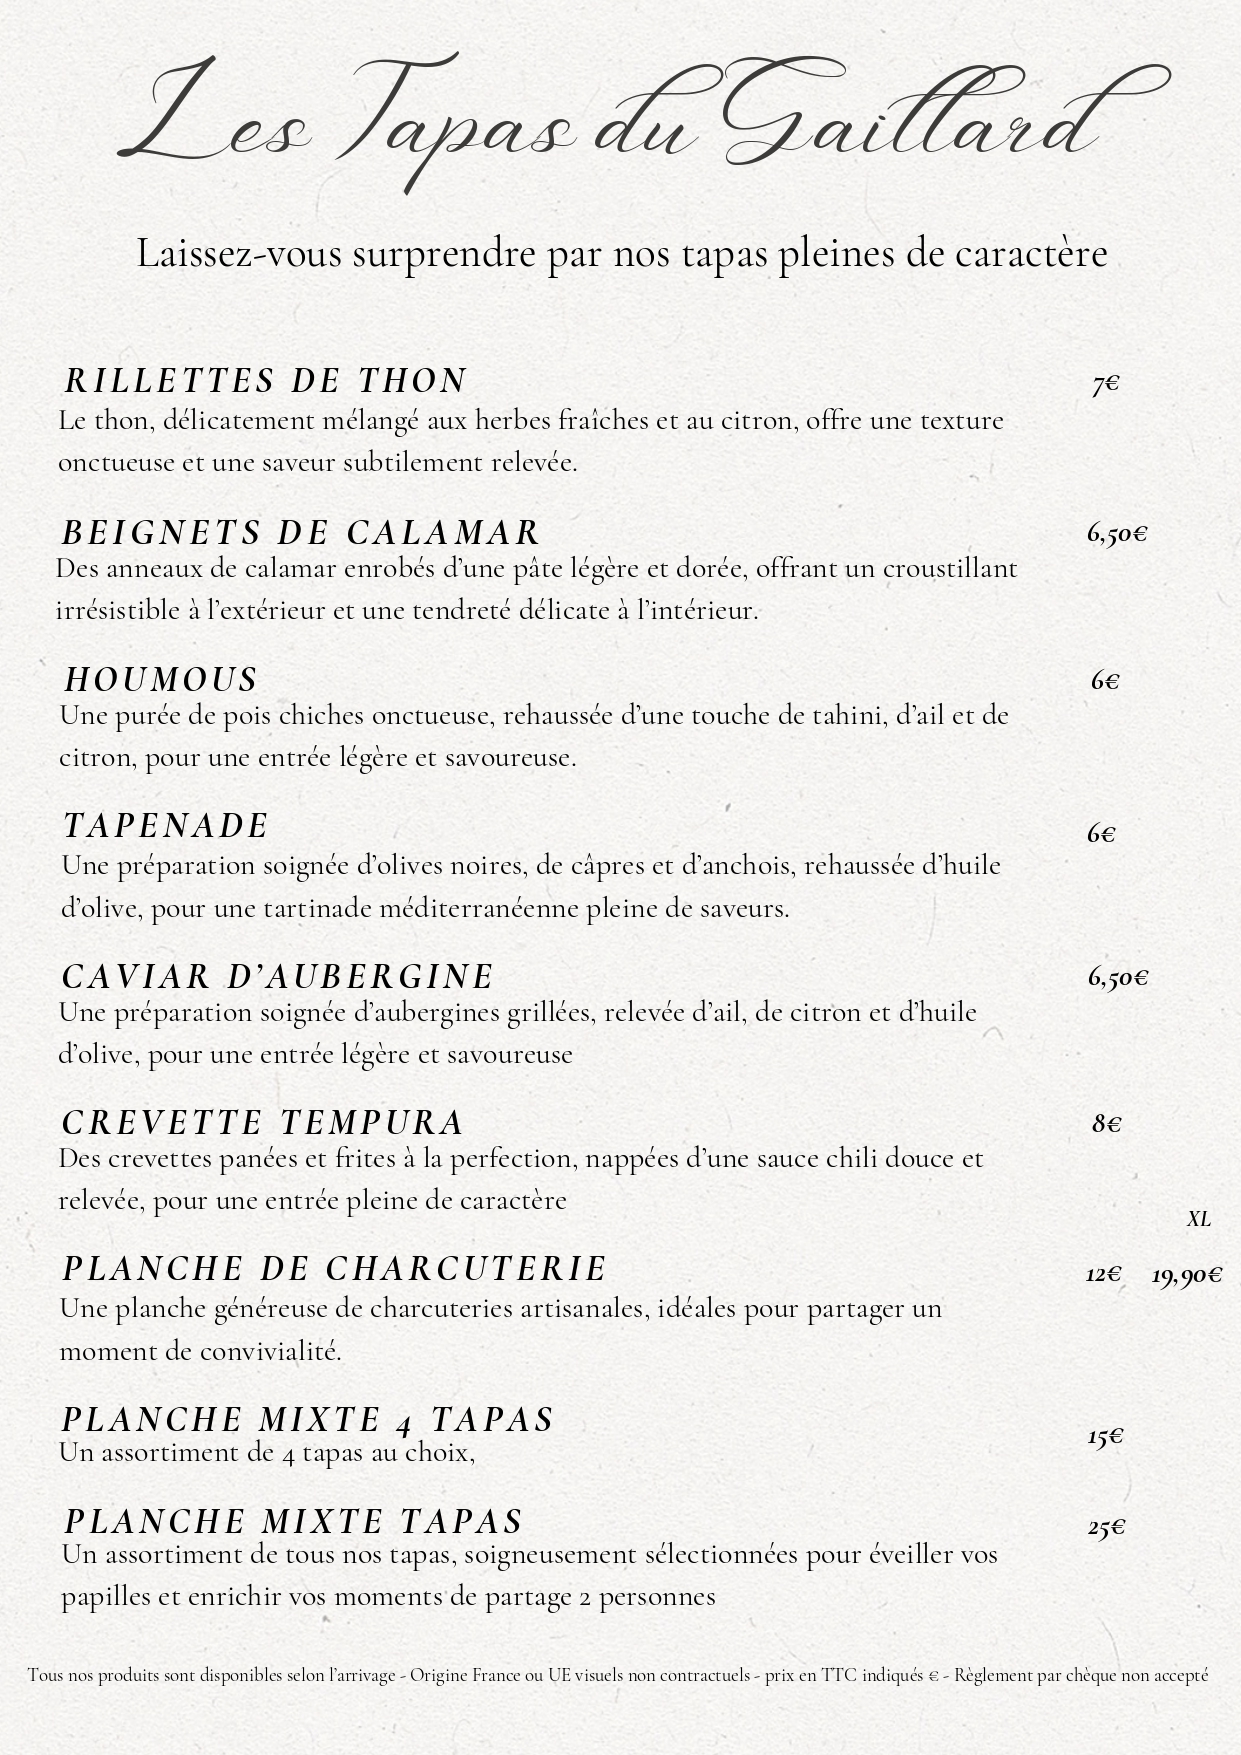 Les Tapas du Gaillard
Laissez-vous surprendre par nos tapas pleines de caractère
RILLETTES DE THON 7€
Le thon, délicatement mélangé aux herbes fraîches et au citron, offre une texture
onctueuse et une saveur subtilement relevée.
BEIGNETS DE CALAMAR 6,50€
Des anneaux de calamar enrobés d’une pâte légère et dorée, offrant un croustillant
irrésistible à l’extérieur et une tendreté délicate à l’intérieur.
HOUMOUS 6€
Une purée de pois chiches onctueuse, rehaussée d’une touche de tahini, d’ail et de
citron, pour une entrée légère et savoureuse.
TAPENADE 6€
Une préparation soignée d’olives noires, de câpres et d’anchois, rehaussée d’huile
d’olive, pour une tartinade méditerranéenne pleine de saveurs.
CAVIAR D’AUBERGINE 6,50€
Une préparation soignée d’aubergines grillées, relevée d’ail, de citron et d’huile
d’olive, pour une entrée légère et savoureuse
CREVETTE TEMPURA 8€
Des crevettes panées et frites à la perfection, nappées d’une sauce chili douce et
relevée, pour une entrée pleine de caractère
XL
PLANCHE DE CHARCUTERIE 12€ 19,90€
Une planche généreuse de charcuteries artisanales, idéales pour partager un
moment de convivialité.
PLANCHE MIXTE 4 TAPAS 15€
Un assortiment de 4 tapas au choix,
PLANCHE MIXTE TAPAS 25€
Un assortiment de tous nos tapas, soigneusement sélectionnées pour éveiller vos
papilles et enrichir vos moments de partage 2 personnes
Tous nos produits sont disponibles selon l’arrivage - Origine France ou UE visuels non contractuels - prix en TTC indiqués € - Règlement par chèque non accepté